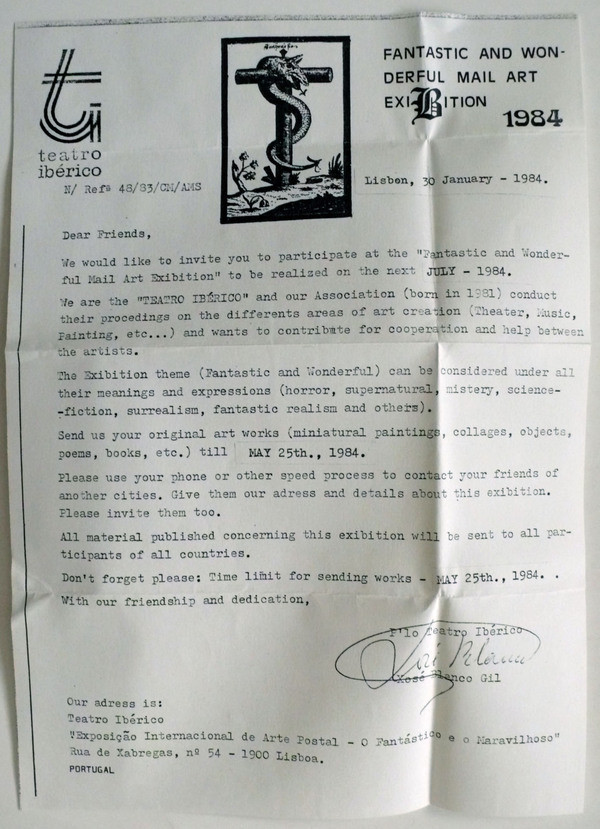 teatro
ibérico
FANTASTIC AND WON-
DERFUL MAIL ART
EXIBITION
1984
N/ Refª 48/83/CM/AMS
Lisbon, 30 January - 1984.
Dear Friends,
We would like to invite you to participate at the "Fantastic and Wonder-
ful Mail Art Exibition" to be realized on the next JULY - 1984.
We are the "TEATRO IBÉRICO" and our Association (born in 1981) conduct
their procedings on the differents areas of art creation (Theater, Music,
Painting, etc...) and wants to contribute for cooperation and help between
the artists.
The Exibition theme (Fantastic and Wonderful) can be considered under all
their meanings and expressions (horror, supernatural, mistery, science-
-fiction, surrealism, fantastic realism and others).
Send us your original art works (miniatural paintings, collages, objects,
poems, books, etc.) till MAY 25th., 1984.
Please use your phone or other speed process to contact your friends of
another cities. Give them our adress and details about this exibition.
Please invite them too.
All material published concerning this exibition will be sent to all par-
ticipants of all countries.
Don't forget please: Time limit for sending works - MAY 25th., 1984. .
With our friendship and dedication,
P'lo Teatro Ibérico
Xosé Blanco Gil
Our adress is:
Teatro Ibérico
"Exposição Internacional de Arte Postal - O Fantástico e o Maravilhoso"
Rua de Xabregas, nº 54 - 1900 Lisboa.
PORTUGAL